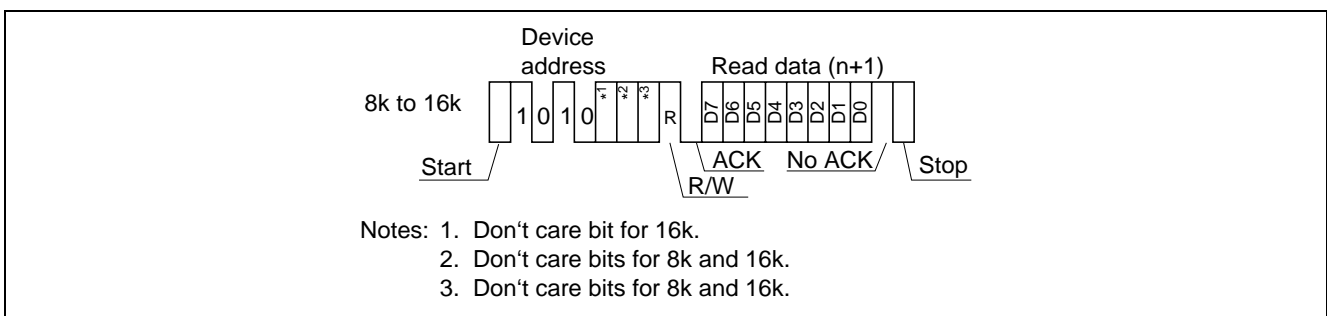 Device
address
Read data (n+1)
8k to 16k
1 0 1 0 *1 *2 *3 R D7 D6 D5 D4 D3 D2 D1 D0
Start
ACK
No ACK
Stop
R/W
Notes: 1. Don‘t care bit for 16k.
2. Don‘t care bits for 8k and 16k.
3. Don‘t care bits for 8k and 16k.